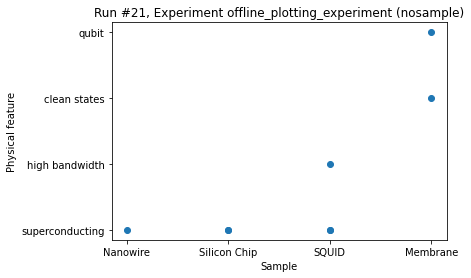 Run #21, Experiment offline_plotting_experiment (nosample)
qubit
clean states
high bandwidth
superconducting
Physical feature
Nanowire
Silicon Chip
SQUID
Membrane
Sample